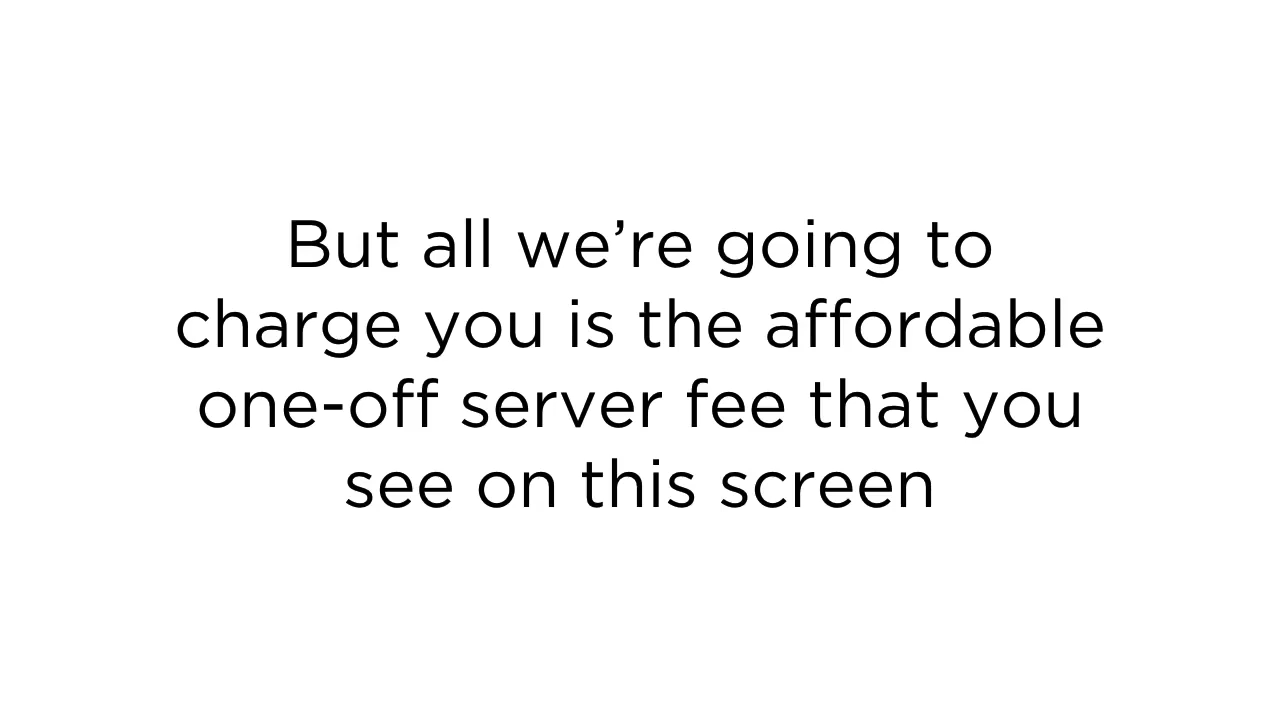 But all we’re going to
charge you is the affordable
one-off server fee that you
see on this screen